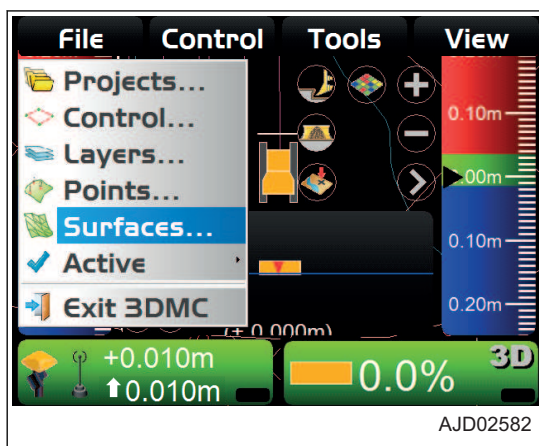 File Control Tools View
Projects...
Control...
Layers...
Points...
Surfaces...
Active
Exit 3DMC
0.10m
.00m
0.10m
0.20m
(± 0.000m)
+0.010m
0.010m
0.0%
3D
AJD02582